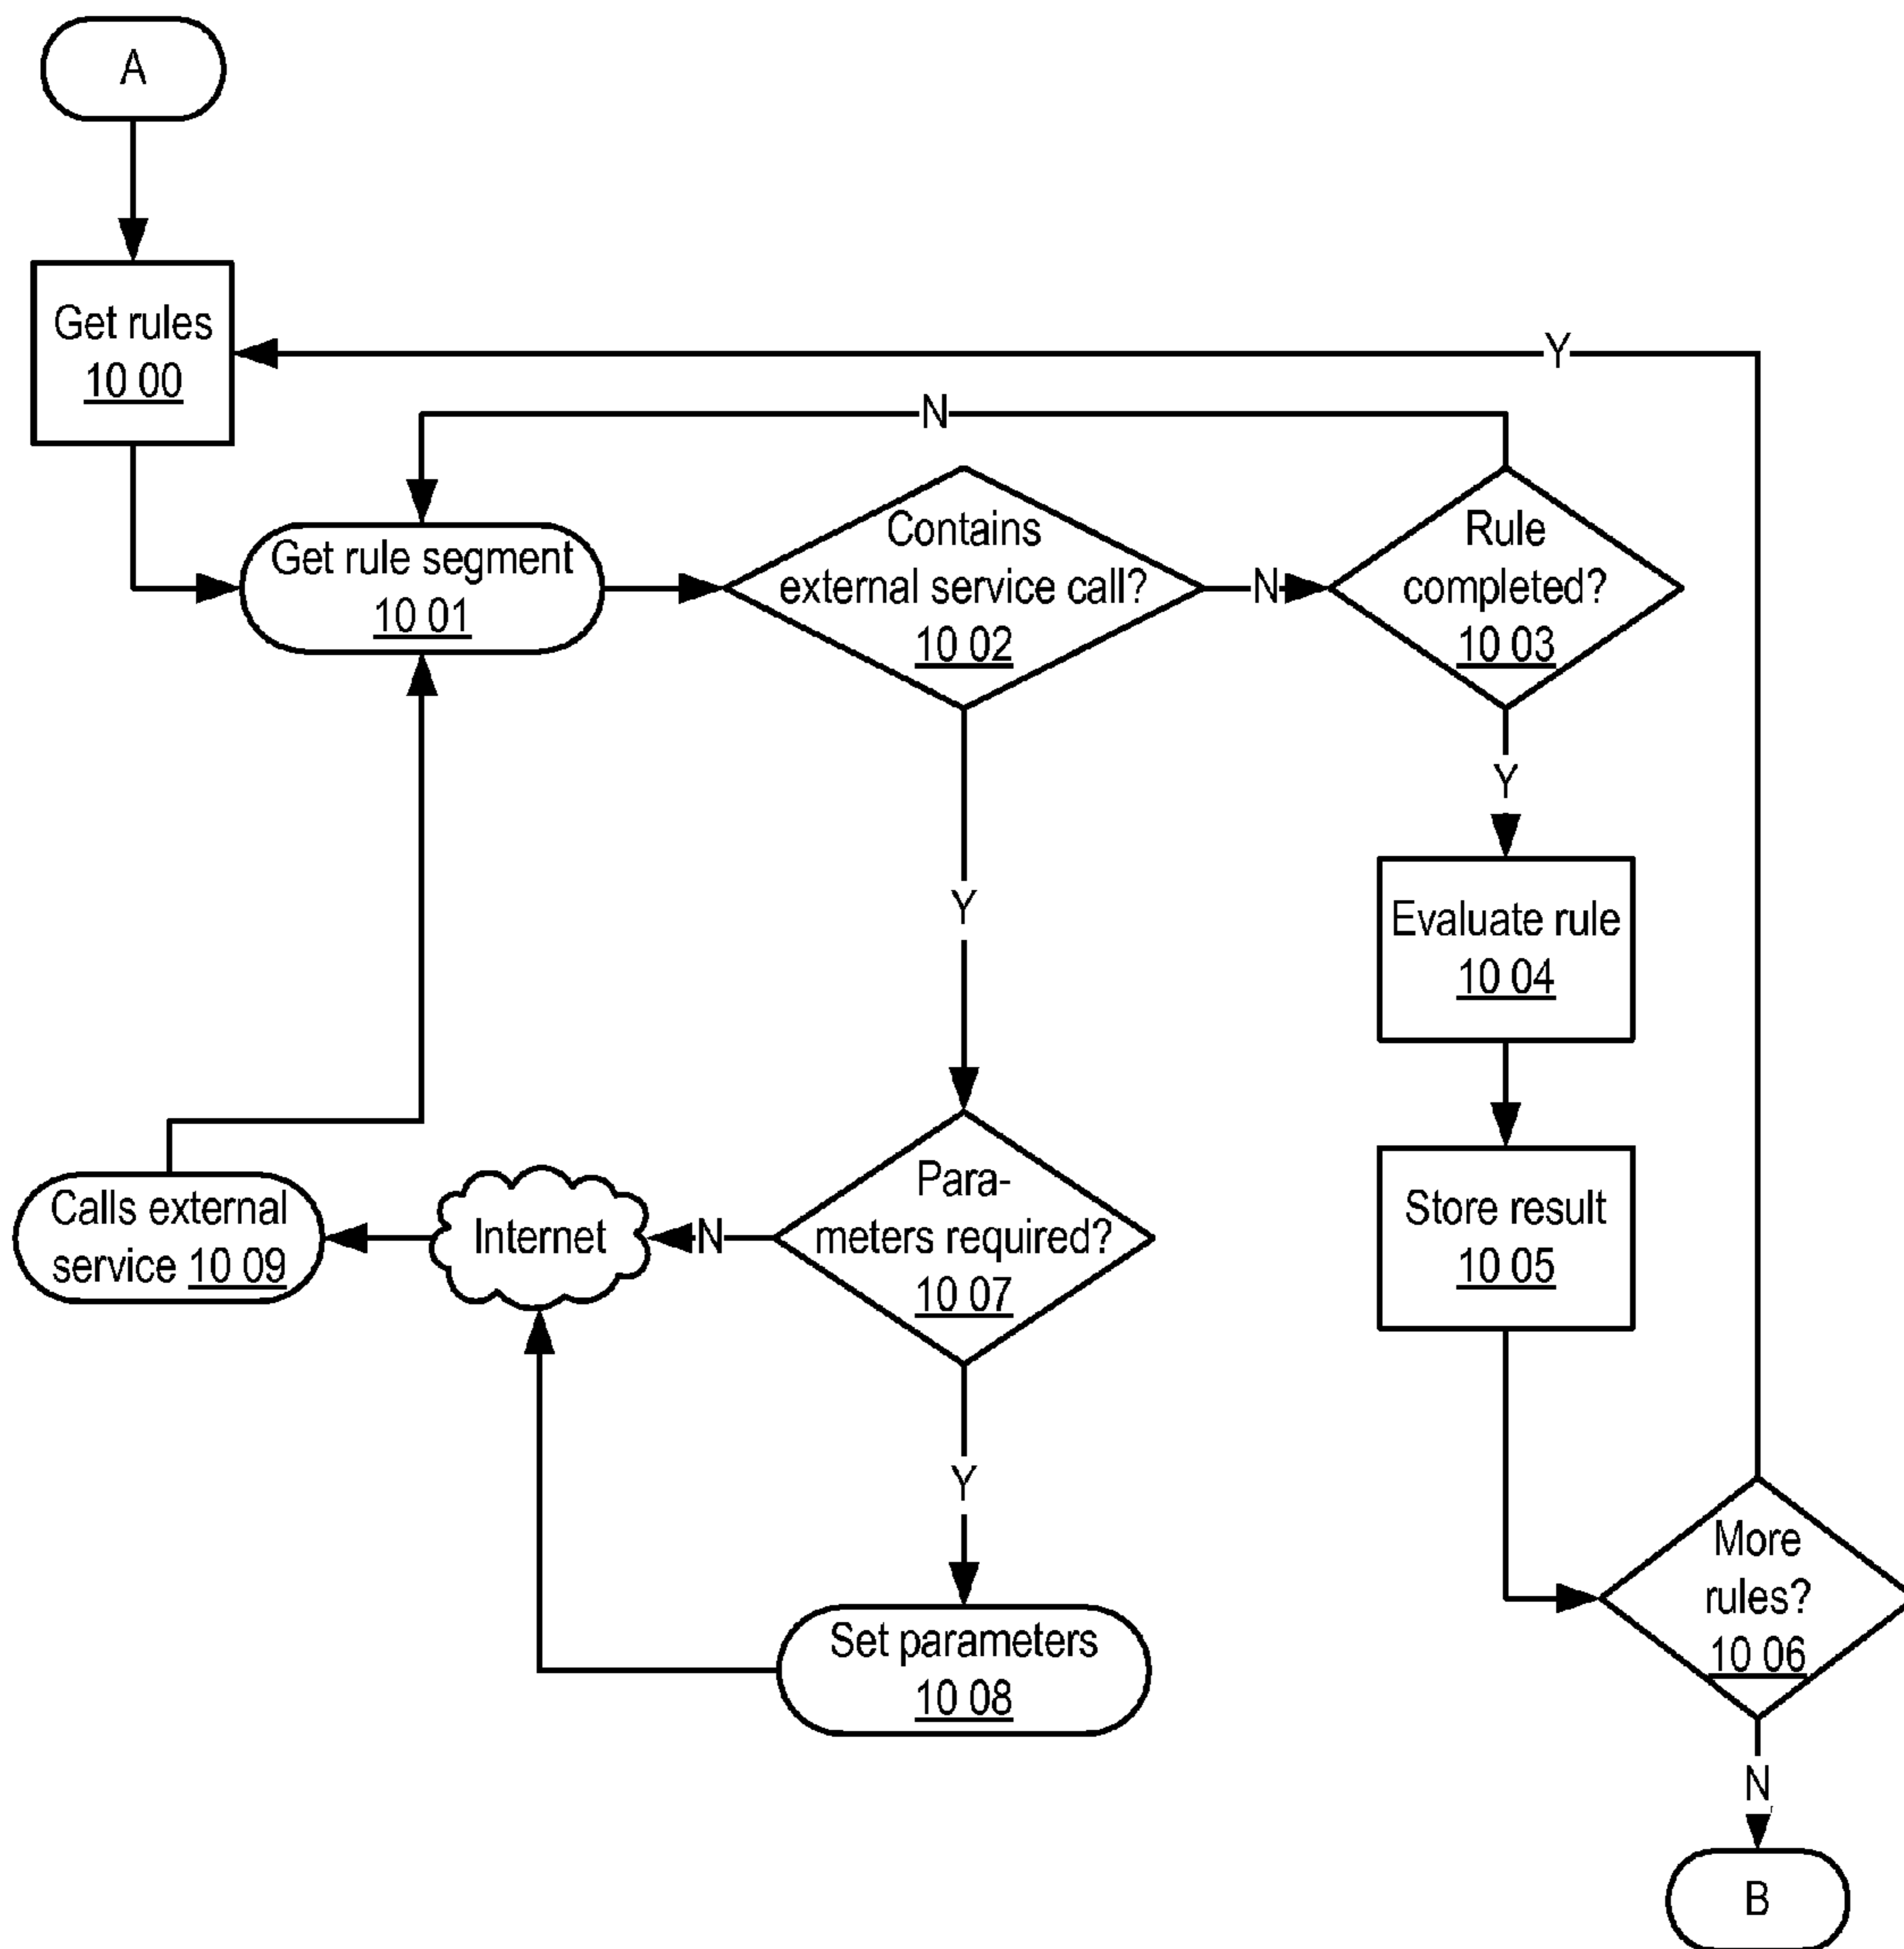 A
Get rules
10 00
Y
N
Get rule segment
10 01
Contains
external service call?
10 02
N
Rule
completed?
10 03
Y
Y
Evaluate rule
10 04
Calls external
service 10 09
Internet
N
Para-
meters required?
10 07
Store result
10 05
Y
Set parameters
10 08
More
rules?
10 06
N
B